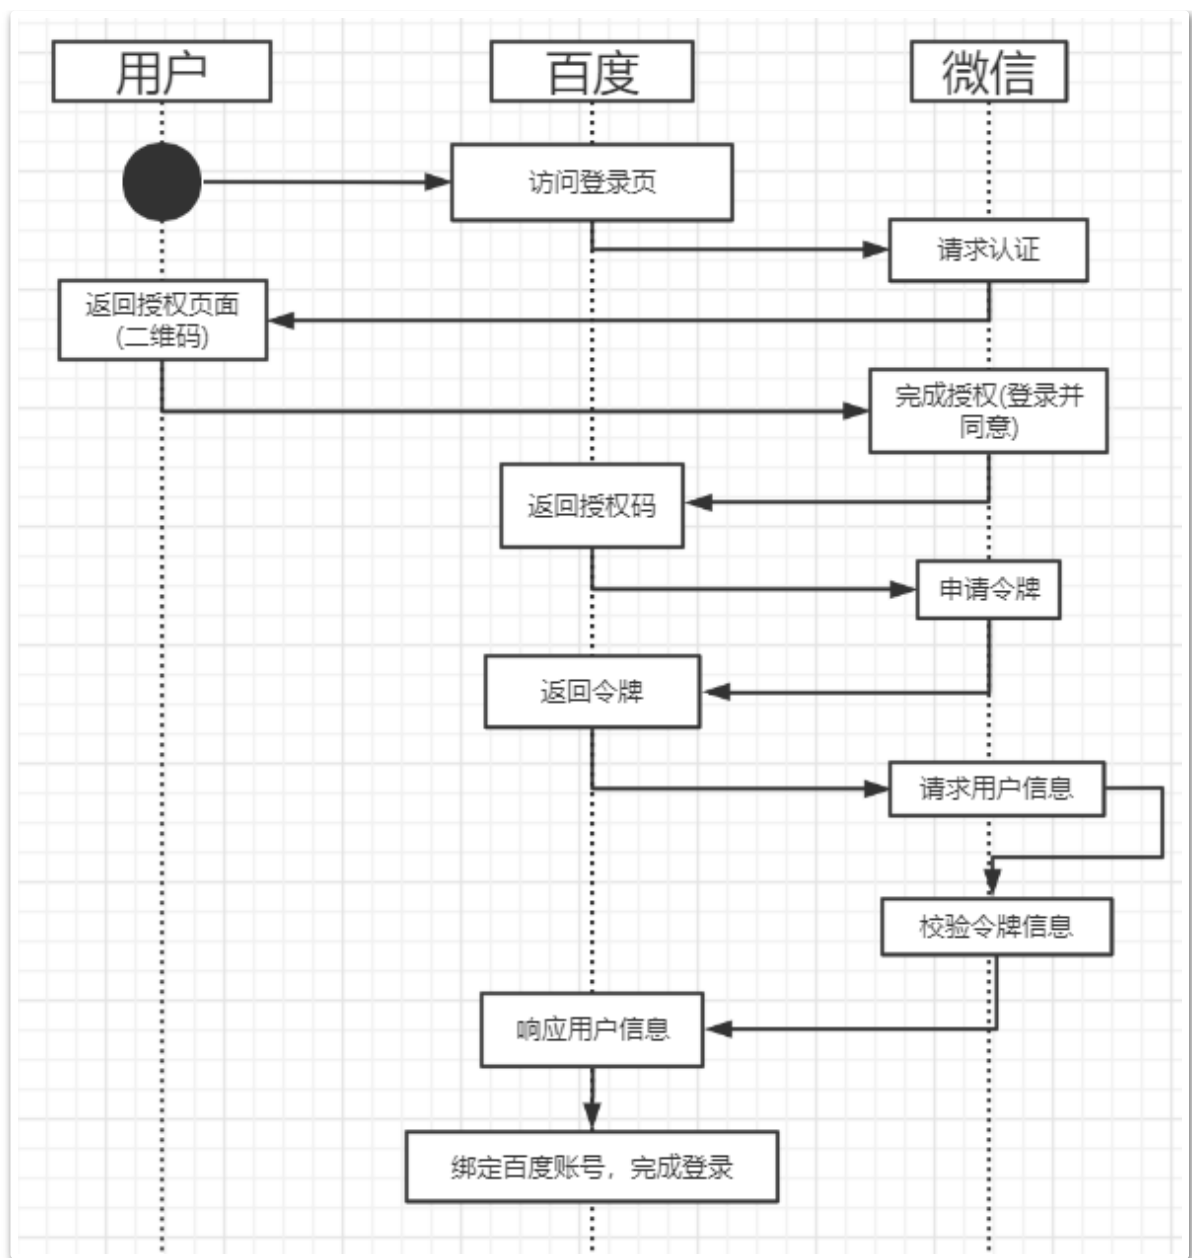 用户
百度
微信
访问登录页
请求认证
返回授权页面
(二维码)
完成授权(登录并
同意)
返回授权码
申请令牌
返回令牌
请求用户信息
校验令牌信息
响应用户信息
绑定百度账号，完成登录